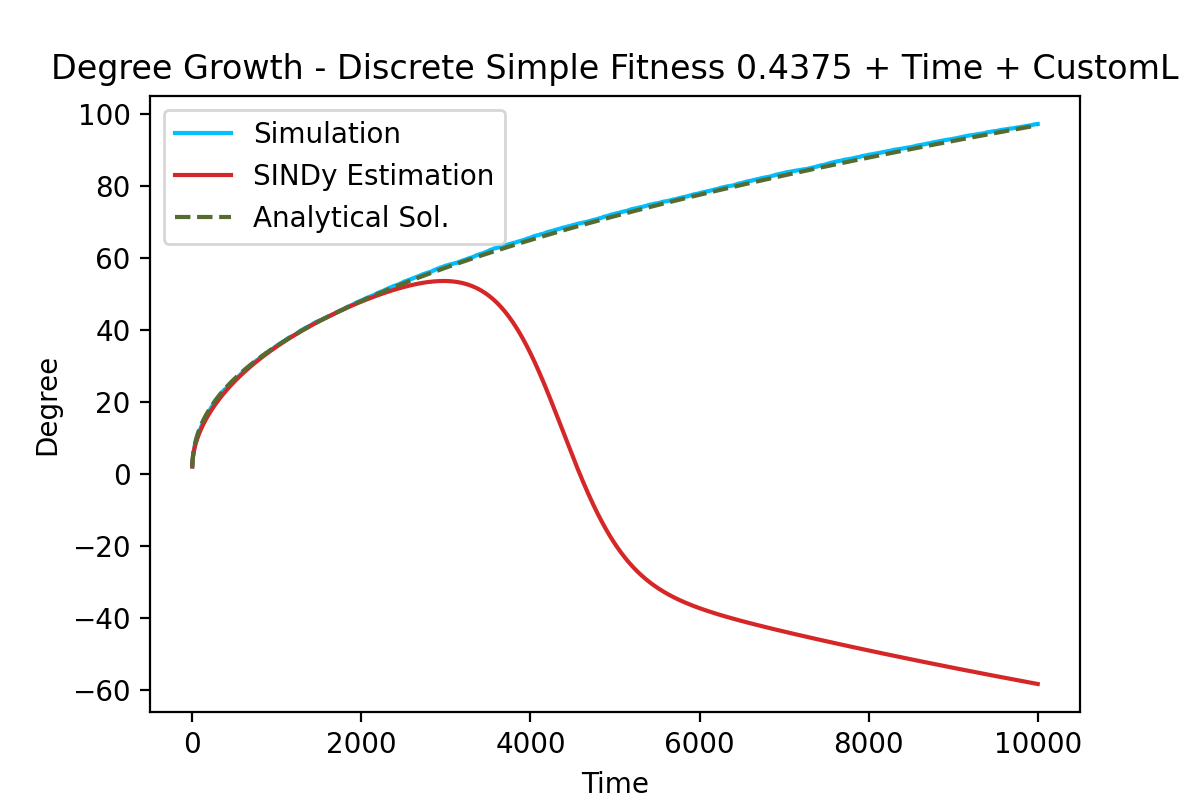 Degree Growth - Discrete Simple Fitness 0.4375 + Time + CustomL
Simulation
SINDy Estimation
Analytical Sol.
100
80
60
40
20
0
−20
−40
−60
Degree
0 2000 4000 6000 8000 10000
Time